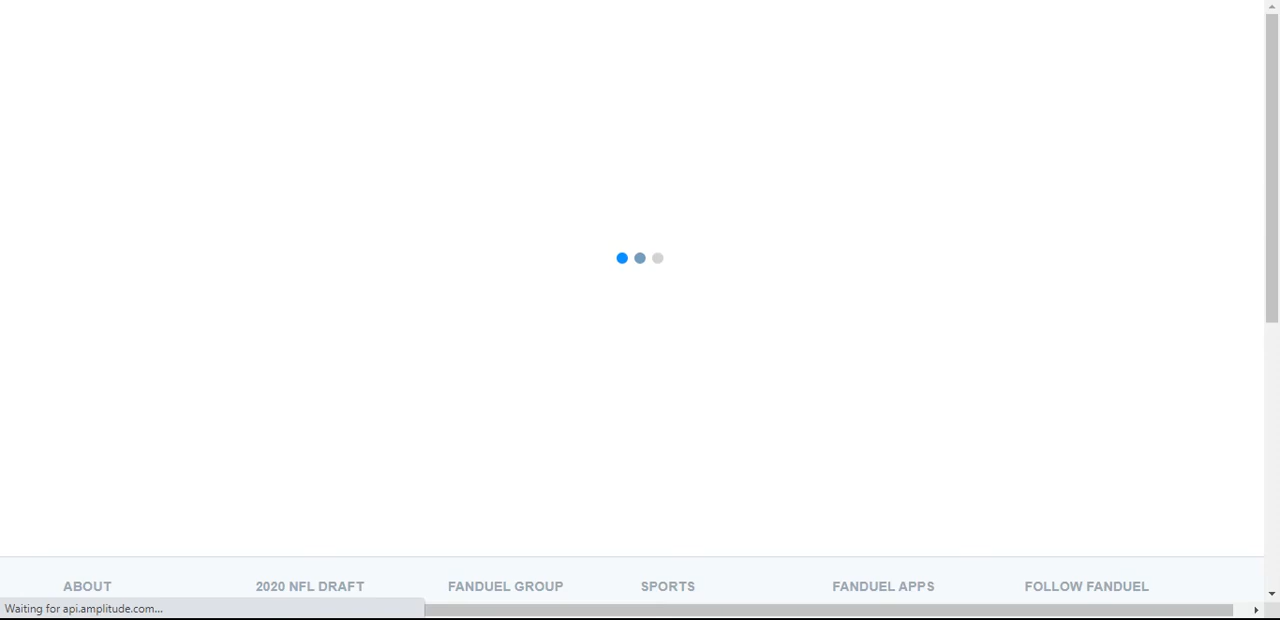 ABOUT 2020 NFL DRAFT FANDUEL GROUP SPORTS FANDUEL APPS FOLLOW FANDUEL
Waiting for api.amplitude.com...